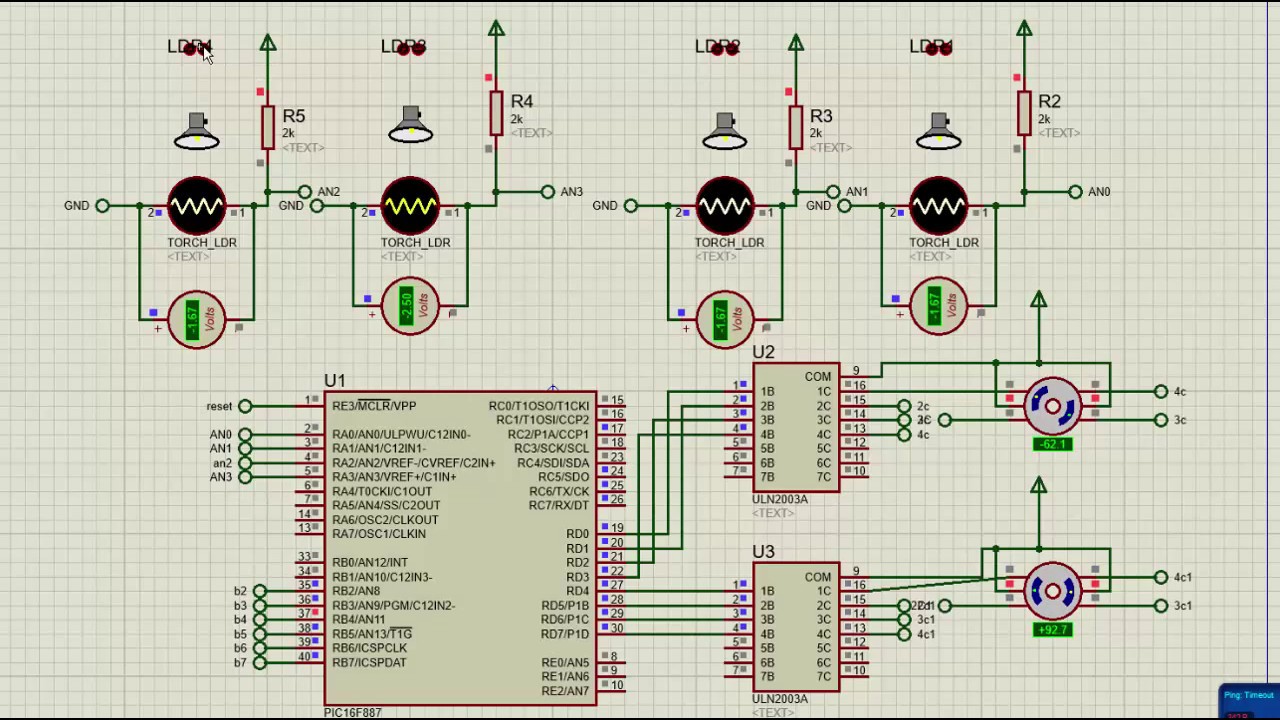 LDR4 LDR3 LDR2 LDR1
R5 2k <TEXT>
R4 2k <TEXT>
R3 2k <TEXT>
R2 2k <TEXT>
GND 2 1 AN2
GND 2 1 AN3
GND 2 1 AN1
GND 2 1 AN0
TORCH_LDR TORCH_LDR TORCH_LDR TORCH_LDR
<TEXT> <TEXT> <TEXT> <TEXT>
-1.67 Volts
-2.50 Volts
-1.67 Volts
-1.67 Volts
+ + + +
U1
reset 1 RE3/MCLR/VPP
AN0 2 RA0/AN0/ULPWU/C12IN0-
AN1 3 RA1/AN1/C12IN1-
an2 4 RA2/AN2/VREF-/CVREF/C2IN+
AN3 5 RA3/AN3/VREF+/C1IN+
6 RA4/T0CKI/C1OUT
7 RA5/AN4/SS/C2OUT
14 RA6/OSC2/CLKOUT
13 RA7/OSC1/CLKIN
33 RB0/AN12/INT
34 RB1/AN10/C12IN3-
b2 35 RB2/AN8
b3 36 RB3/AN9/PGM/C12IN2-
b4 37 RB4/AN11
b5 38 RB5/AN13/T1G
b6 39 RB6/ICSPCLK
b7 40 RB7/ICSPDAT
RC0/T1OSO/T1CKI 15
RC1/T1OSI/CCP2 16
RC2/P1A/CCP1 17
RC3/SCK/SCL 18
RC4/SDI/SDA 23
RC5/SDO 24
RC6/TX/CK 25
RC7/RX/DT 26
RD0 19
RD1 20
RD2 21
RD3 22
RD4 27
RD5/P1B 28
RD6/P1C 29
RD7/P1D 30
RE0/AN5 8
RE1/AN6 9
RE2/AN7 10
PIC16F887
U2
COM 9
1 1B 1C 16
2 2B 2C 15 2c
3 3B 3C 14
4 4B 4C 13 4c
5 5B 5C 12
6 6B 6C 11
7 7B 7C 10
ULN2003A
<TEXT>
4c
3c
-62.1
U3
COM 9
1 1B 1C 16
2 2B 2C 15
3 3B 3C 14 3c1
4 4B 4C 13 4c1
5 5B 5C 12
6 6B 6C 11
7 7B 7C 10
ULN2003A
<TEXT>
4c1
3c1
+92.7
Ping: Timeout